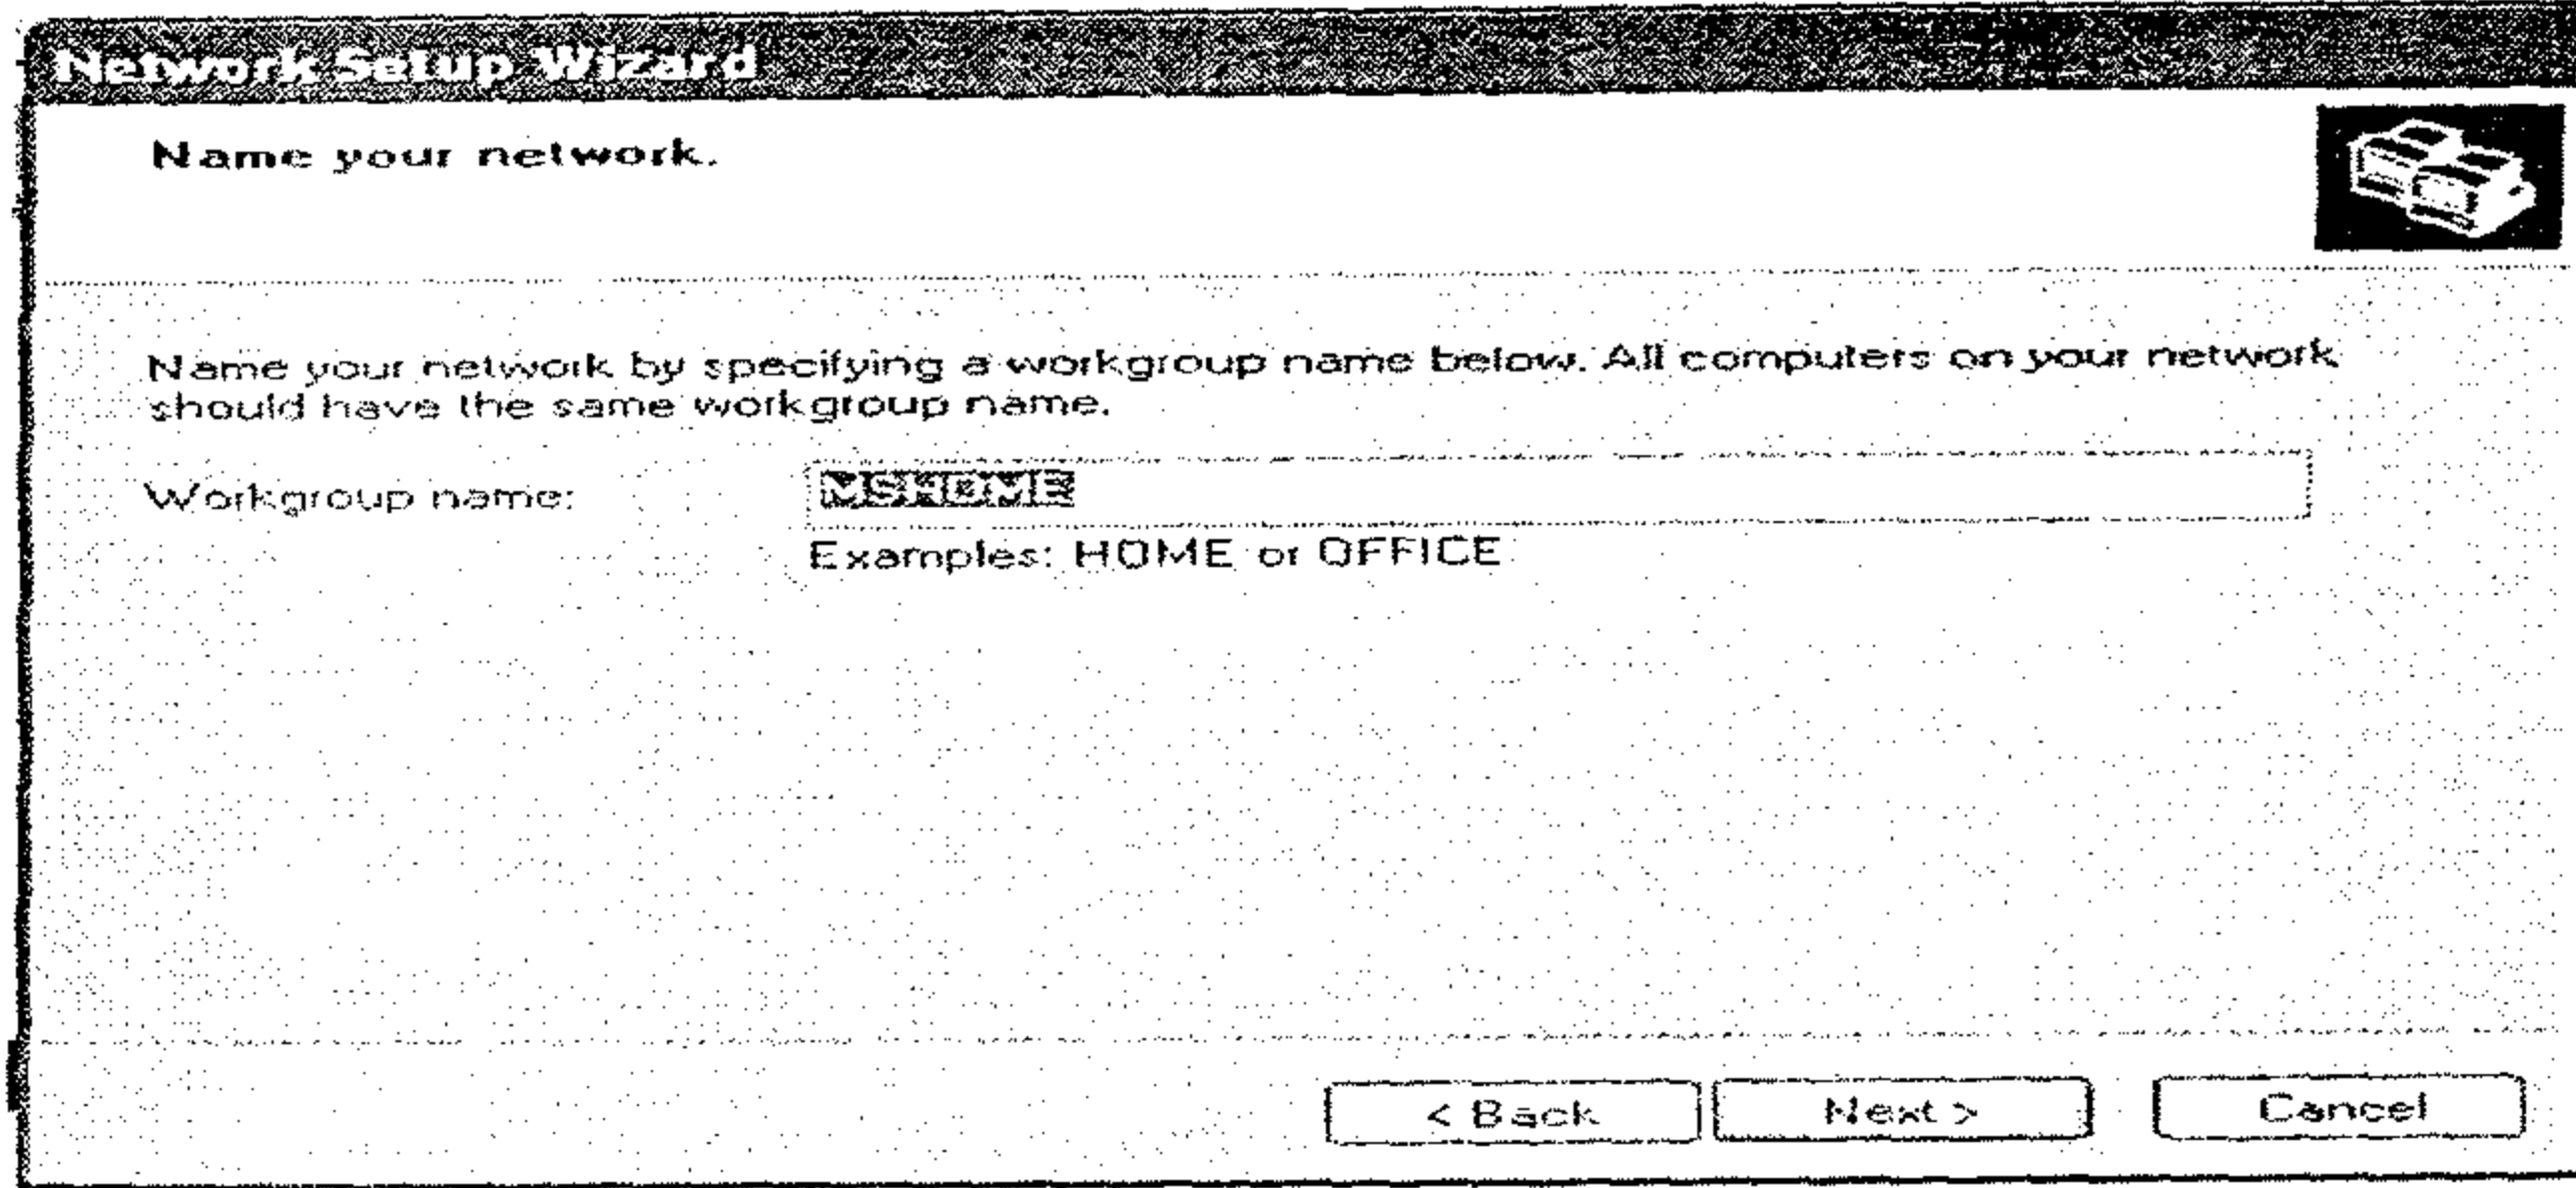 Network Setup Wizard
Name your network.
Name your network by specifying a workgroup name below. All computers on your network
should have the same workgroup name.
Workgroup name:
MSHOME
Examples: HOME or OFFICE
< Back
Next >
Cancel